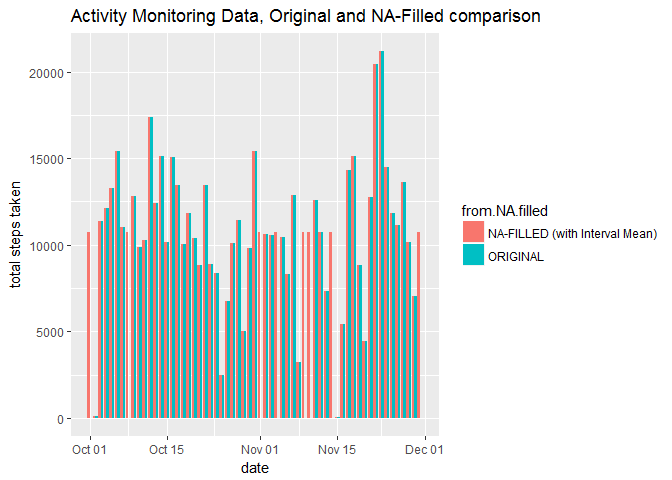 Activity Monitoring Data, Original and NA-Filled comparison
total steps taken
20000
15000
10000
5000
0
Oct 01 Oct 15 Nov 01 Nov 15 Dec 01
date
from.NA.filled
NA-FILLED (with Interval Mean)
ORIGINAL